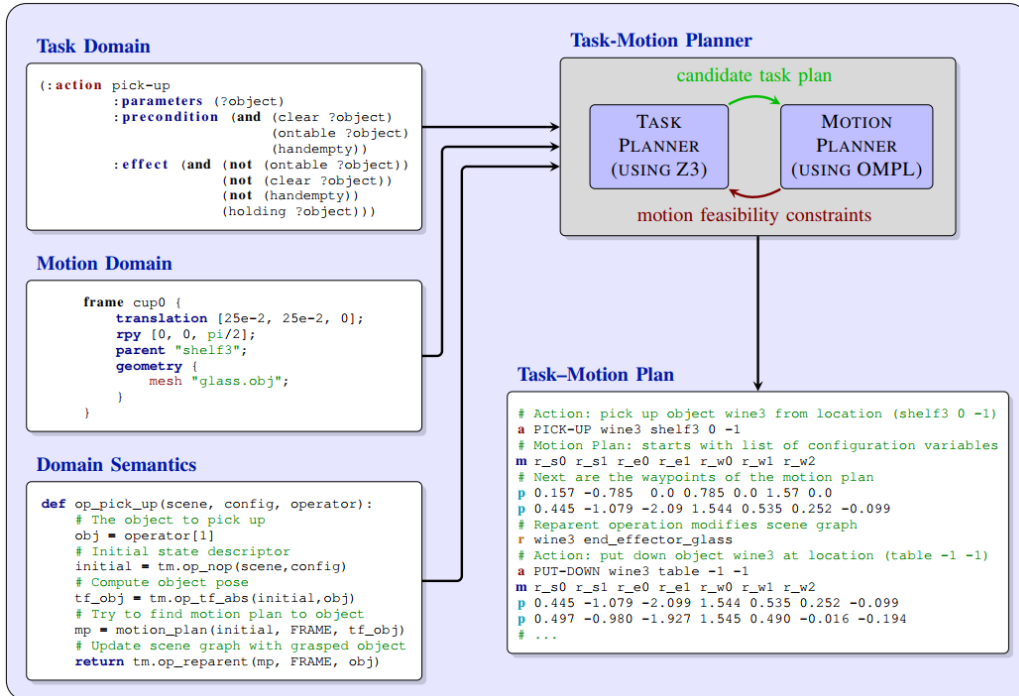 Task Domain
(:action pick-up
:parameters (?object)
:precondition (and (clear ?object)
(ontable ?object)
(handempty))
:effect (and (not (ontable ?object))
(not (clear ?object))
(not (handempty))
(holding ?object)))
Motion Domain
frame cup0 {
translation [25e-2, 25e-2, 0];
rpy [0, 0, pi/2];
parent "shelf3";
geometry {
mesh "glass.obj";
}
}
Domain Semantics
def op_pick_up(scene, config, operator):
# The object to pick up
obj = operator[1]
# Initial state descriptor
initial = tm.op_nop(scene,config)
# Compute object pose
tf_obj = tm.op_tf_abs(initial,obj)
# Try to find motion plan to object
mp = motion_plan(initial, FRAME, tf_obj)
# Update scene graph with grasped object
return tm.op_reparent(mp, FRAME, obj)
Task-Motion Planner
candidate task plan
TASK
PLANNER
(USING Z3)
MOTION
PLANNER
(USING OMPL)
motion feasibility constraints
Task–Motion Plan
# Action: pick up object wine3 from location (shelf3 0 -1)
a PICK-UP wine3 shelf3 0 -1
# Motion Plan: starts with list of configuration variables
m r_s0 r_s1 r_e0 r_e1 r_w0 r_w1 r_w2
# Next are the waypoints of the motion plan
p 0.157 -0.785 0.0 0.785 0.0 1.57 0.0
p 0.445 -1.079 -2.09 1.544 0.535 0.252 -0.099
# Reparent operation modifies scene graph
r wine3 end_effector_glass
# Action: put down object wine3 at location (table -1 -1)
a PUT-DOWN wine3 table -1 -1
m r_s0 r_s1 r_e0 r_e1 r_w0 r_w1 r_w2
p 0.445 -1.079 -2.099 1.544 0.535 0.252 -0.099
p 0.497 -0.980 -1.927 1.545 0.490 -0.016 -0.194
# ...